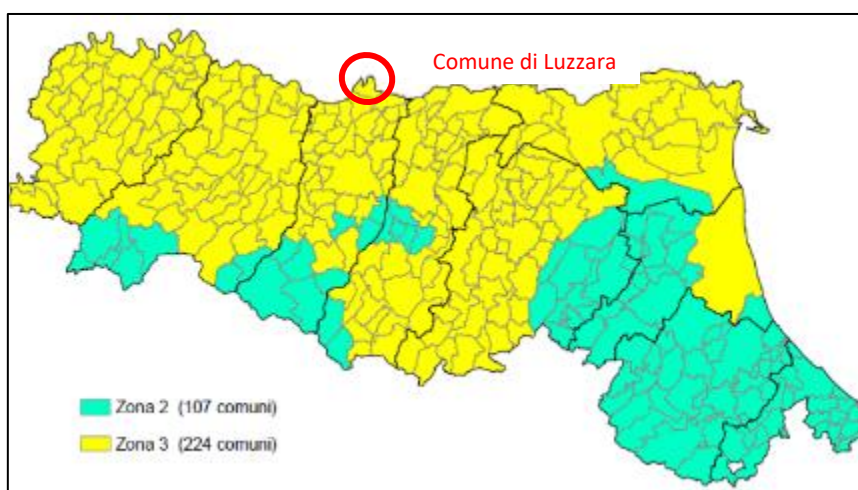 Comune di Luzzara
Zona 2 (107 comuni)
Zona 3 (224 comuni)